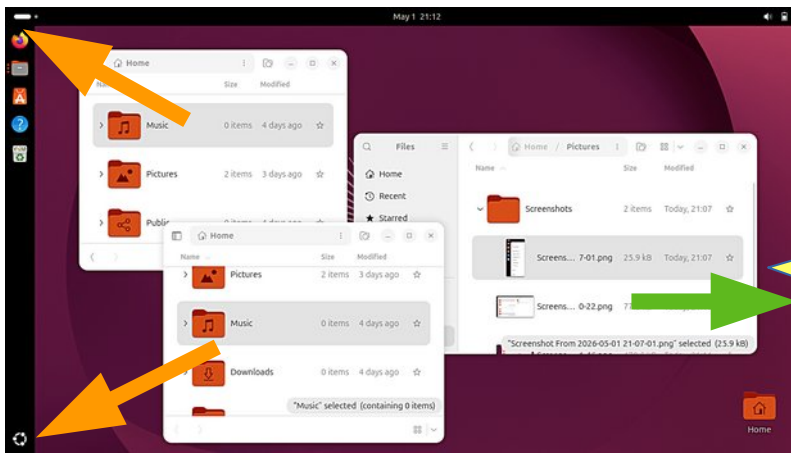 May 1 21:12
Home
Size Modified
Music 0 items 4 days ago
Pictures 2 items 3 days ago
Files
Home
Recent
Starred
Home / Pictures
Name Size Modified
Screenshots 2 items Today, 21:07
Screens... 7-01.png 25.9 kB Today, 21:07
Screens... 0-22.png
"Screenshot From 2026-05-01 21-07-01.png" selected (25.9 kB)
Home
Name Size Modified
Pictures 2 items 3 days ago
Music 0 items 4 days ago
Downloads 0 items 4 days ago
"Music" selected (containing 0 items)
Home